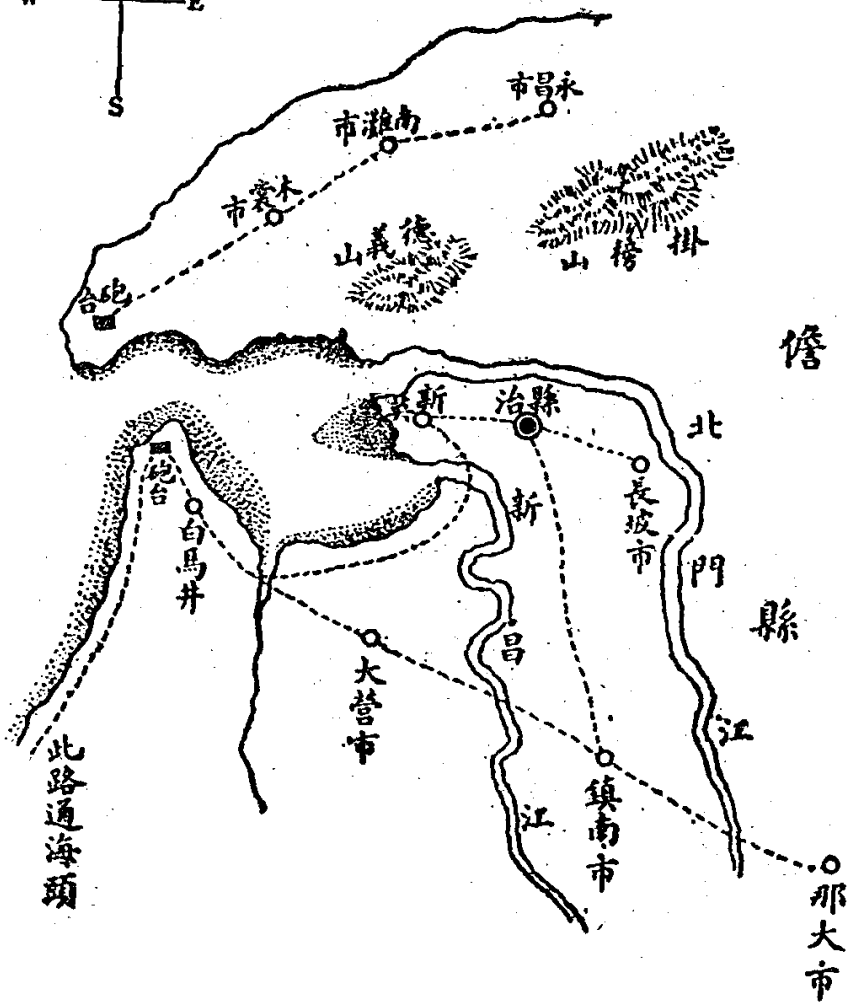 W
E
S
永昌市
南灘市
木棠市
砲台
德義山
掛榜山
儋縣
新英
縣治
長坡市
北門江
砲台
白馬井
新昌江
大營市
鎮南市
那大市
此路通海頭